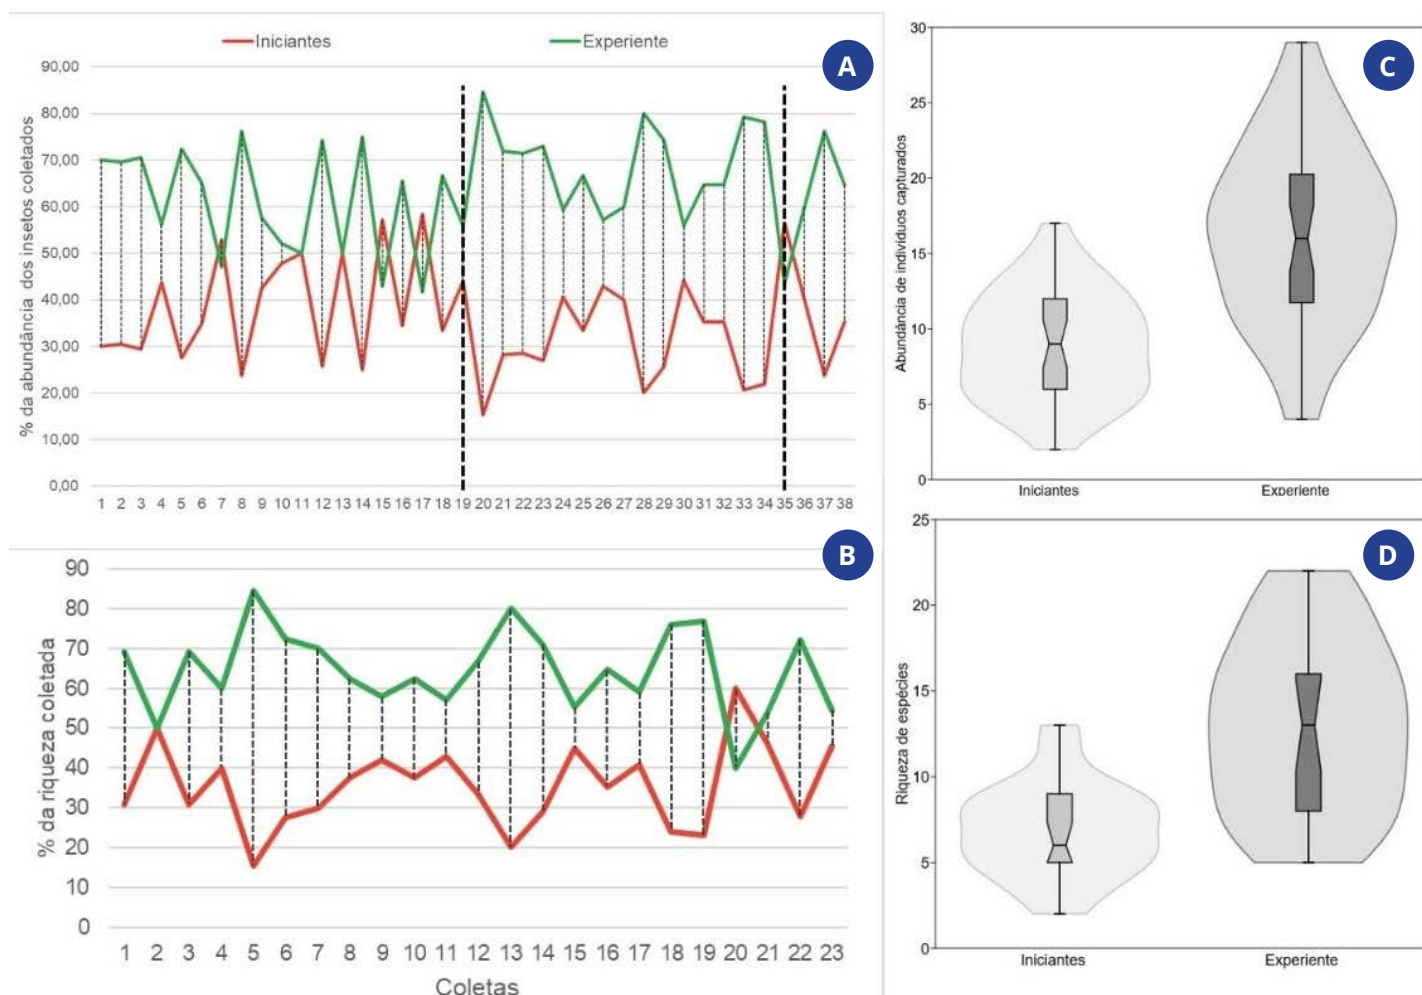 Iniciantes
Experiente
A
% da abundância dos insetos coletados
90,00
80,00
70,00
60,00
50,00
40,00
30,00
20,00
10,00
0,00
1 2 3 4 5 6 7 8 9 10 11 12 13 14 15 16 17 18 19 20 21 22 23 24 25 26 27 28 29 30 31 32 33 34 35 36 37 38
B
% da riqueza coletada
90
80
70
60
50
40
30
20
10
0
1 2 3 4 5 6 7 8 9 10 11 12 13 14 15 16 17 18 19 20 21 22 23
Coletas
C
Abundância de indivíduos capturados
30
25
20
15
10
5
0
Iniciantes
Experiente
D
Riqueza de espécies
25
20
15
10
5
0
Iniciantes
Experiente